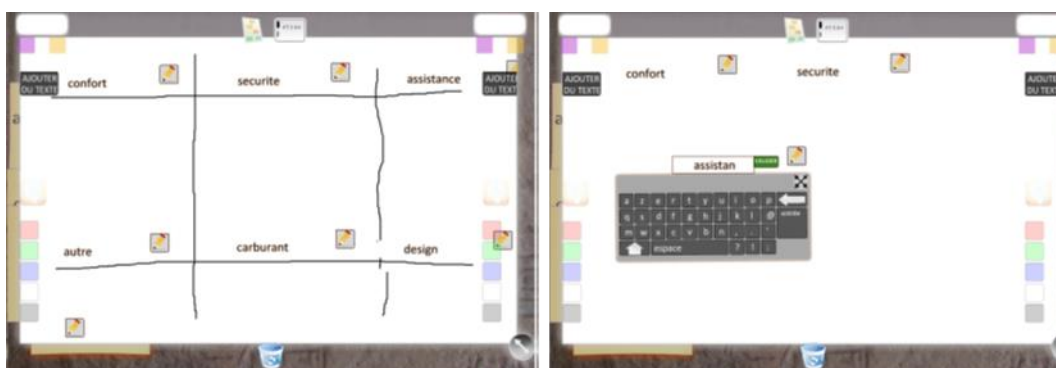 AJOUTER
DU TEXTE
confort
securite
assistance
AJOUTER
DU TEXTE
autre
carburant
design
AJOUTER
DU TEXTE
confort
securite
AJOUTER
DU TEXTE
assistan
VALIDER
a z e r t y u i o p
q s d f g h j k l @
entrée
m w x c v b n , . '
espace ? ! :